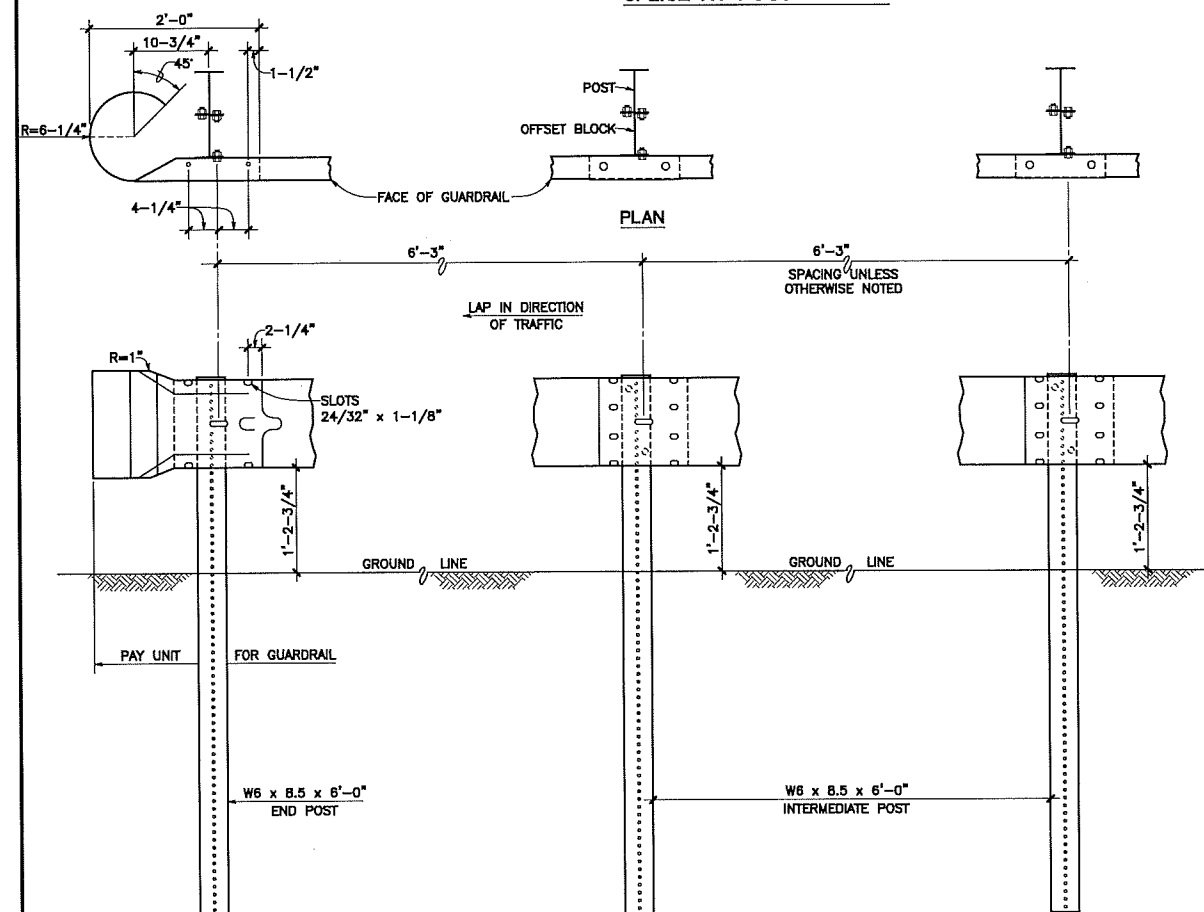 2'-0"
10-3/4"
45°
1-1/2"
R=6-1/4"
POST
OFFSET BLOCK
FACE OF GUARDRAIL
4-1/4"
PLAN
6'-3"
6'-3"
SPACING UNLESS
OTHERWISE NOTED
LAP IN DIRECTION
OF TRAFFIC
2-1/4"
R=1"
SLOTS
24/32" x 1-1/8"
1'-2-3/4"
1'-2-3/4"
1'-2-3/4"
GROUND LINE
GROUND LINE
PAY UNIT FOR GUARDRAIL
W6 x 8.5 x 6'-0"
END POST
W6 x 8.5 x 6'-0"
INTERMEDIATE POST